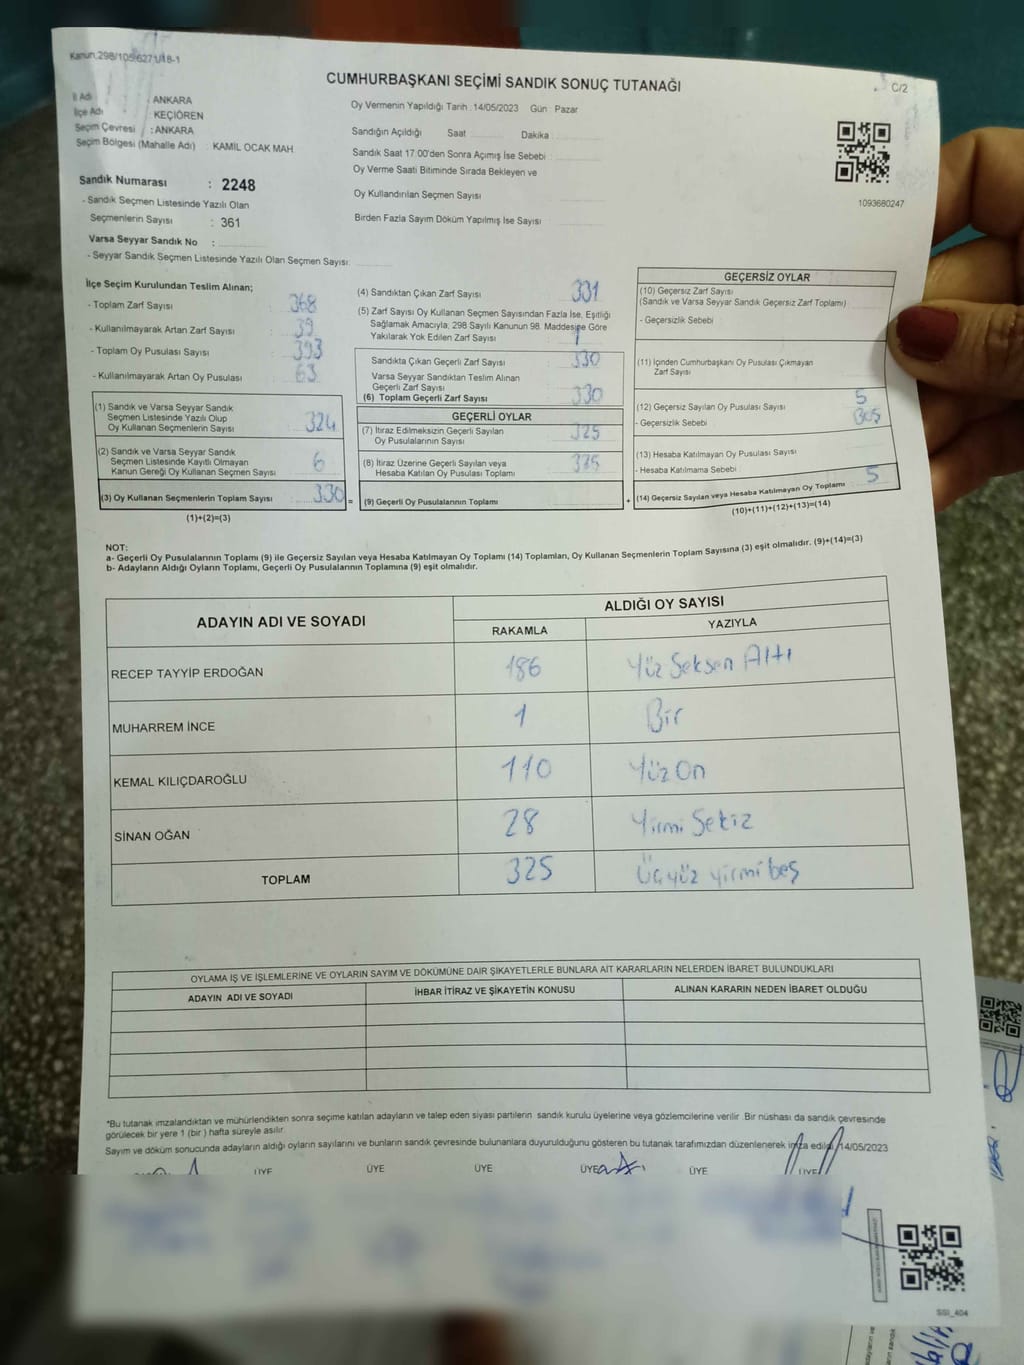 Kanun,298/105,6271/18-1
CUMHURBAŞKANI SEÇİMİ SANDIK SONUÇ TUTANAĞI
C/2
İl Adı : ANKARA
İlçe Adı : KEÇİÖREN
Seçim Çevresi : ANKARA
Seçim Bölgesi (Mahalle Adı) : KAMİL OCAK MAH.
Sandık Numarası : 2248
- Sandık Seçmen Listesinde Yazılı Olan
Seçmenlerin Sayısı : 361
Varsa Seyyar Sandık No :
- Seyyar Sandık Seçmen Listesinde Yazılı Olan Seçmen Sayısı:
Oy Vermenin Yapıldığı Tarih :14/05/2023 Gün : Pazar
Sandığın Açıldığı Saat Dakika :
Sandık Saat 17:00'den Sonra Açımış İse Sebebi :
Oy Verme Saati Bitiminde Sırada Bekleyen ve
Oy Kullandırılan Seçmen Sayısı
Birden Fazla Sayım Döküm Yapılmış İse Sayısı
1093680247
İlçe Seçim Kurulundan Teslim Alınan;
- Toplam Zarf Sayısı : 368
- Kullanılmayarak Artan Zarf Sayısı : 39
- Toplam Oy Pusulası Sayısı : 393
- Kullanılmayarak Artan Oy Pusulası : 63
(1) Sandık ve Varsa Seyyar Sandık
Seçmen Listesinde Yazılı Olup
Oy Kullanan Seçmenlerin Sayısı : 324
(2) Sandık ve Varsa Seyyar Sandık
Seçmen Listesinde Kayıtlı Olmayan
Kanun Gereği Oy Kullanan Seçmen Sayısı : 6
(3) Oy Kullanan Seçmenlerin Toplam Sayısı : 330 =
(1)+(2)=(3)
(4) Sandıktan Çıkan Zarf Sayısı : 331
(5) Zarf Sayısı Oy Kullanan Seçmen Sayısından Fazla İse, Eşitliği
Sağlamak Amacıyla; 298 Sayılı Kanunun 98. Maddesine Göre
Yakılarak Yok Edilen Zarf Sayısı : 1
Sandıkta Çıkan Geçerli Zarf Sayısı : 330
Varsa Seyyar Sandıktan Teslim Alınan
Geçerli Zarf Sayısı
(6) Toplam Geçerli Zarf Sayısı : 330
GEÇERLİ OYLAR
(7) İtiraz Edilmeksizin Geçerli Sayılan
Oy Pusulalarının Sayısı : 325
(8) İtiraz Üzerine Geçerli Sayılan veya
Hesaba Katılan Oy Pusulası Toplamı : 325
(9) Geçerli Oy Pusulalarının Toplamı : +
GEÇERSİZ OYLAR
(10) Geçersiz Zarf Sayısı
(Sandık ve Varsa Seyyar Sandık Geçersiz Zarf Toplamı)
- Geçersizlik Sebebi :
(11) İçinden Cumhurbaşkanı Oy Pusulası Çıkmayan
Zarf Sayısı
(12) Geçersiz Sayılan Oy Pusulası Sayısı 5
- Geçersizlik Sebebi
(13) Hesaba Katılmayan Oy Pusulası Sayısı
- Hesaba Katılmama Sebebi :
(14) Geçersiz Sayılan veya Hesaba Katılmayan Oy Toplamı : 5
(10)+(11)+(12)+(13)=(14)
NOT:
a- Geçerli Oy Pusulalarının Toplamı (9) ile Geçersiz Sayılan veya Hesaba Katılmayan Oy Toplamı (14) Toplamları, Oy Kullanan Seçmenlerin Toplam Sayısına (3) eşit olmalıdır. (9)+(14)=(3)
b- Adayların Aldığı Oyların Toplamı, Geçerli Oy Pusulalarının Toplamına (9) eşit olmalıdır.
ADAYIN ADI VE SOYADI
ALDIĞI OY SAYISI
RAKAMLA YAZIYLA
RECEP TAYYİP ERDOĞAN 186 Yüz Seksen Altı
MUHARREM İNCE 1 Bir
KEMAL KILIÇDAROĞLU 110 Yüz On
SİNAN OĞAN 28 Yirmi Sekiz
TOPLAM 325 Üçyüz yirmi beş
OYLAMA İŞ VE İŞLEMLERİNE VE OYLARIN SAYIM VE DÖKÜMÜNE DAİR ŞİKAYETLERLE BUNLARA AİT KARARLARIN NELERDEN İBARET BULUNDUKLARI
ADAYIN ADI VE SOYADI İHBAR İTİRAZ VE ŞİKAYETİN KONUSU ALINAN KARARIN NEDEN İBARET OLDUĞU
*Bu tutanak imzalandıktan ve mühürlendikten sonra seçime katılan adayların ve talep eden siyasi partilerin sandık kurulu üyelerine veya gözlemcilerine verilir. Bir nüshası da sandık çevresinde
görülecek bir yere 1 (bir ) hafta süreyle asılır.
Sayım ve döküm sonucunda adayların aldığı oyların sayılarını ve bunların sandık çevresinde bulunanlara duyurulduğunu gösteren bu tutanak tarafımızdan düzenlenerek imza edildi. 14/05/2023
ÜYE ÜYE ÜYE ÜYE ÜYE ÜYE
SSİ_404